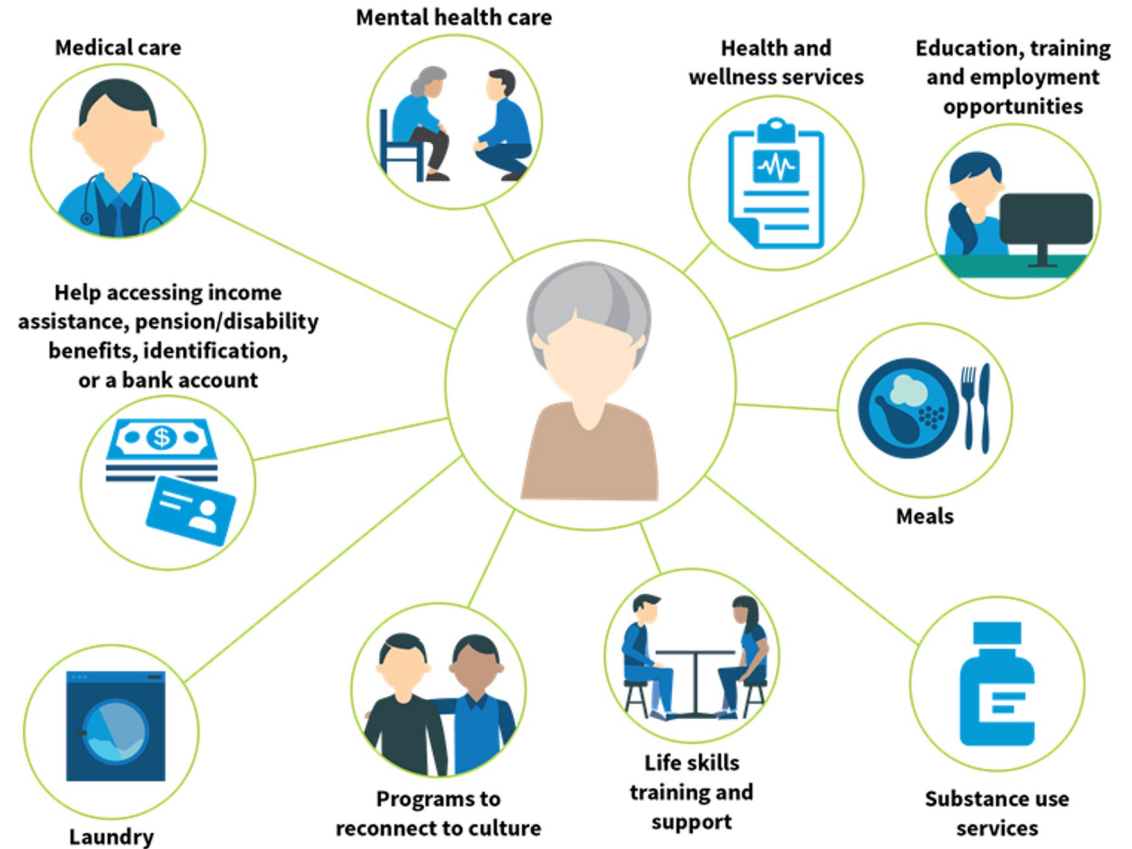 Medical care
Mental health care
Health and
wellness services
Education, training
and employment
opportunities
Help accessing income
assistance, pension/disability
benefits, identification,
or a bank account
$
Meals
Laundry
Programs to
reconnect to culture
Life skills
training and
support
Substance use
services